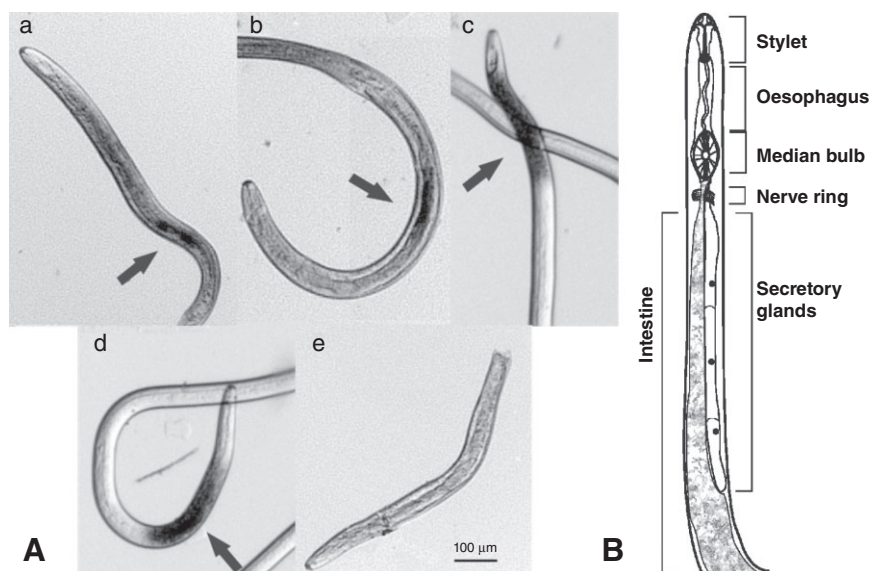 a
b
c
d
e
100 μm
A
Stylet
Oesophagus
Median bulb
Nerve ring
Intestine
Secretory
glands
B